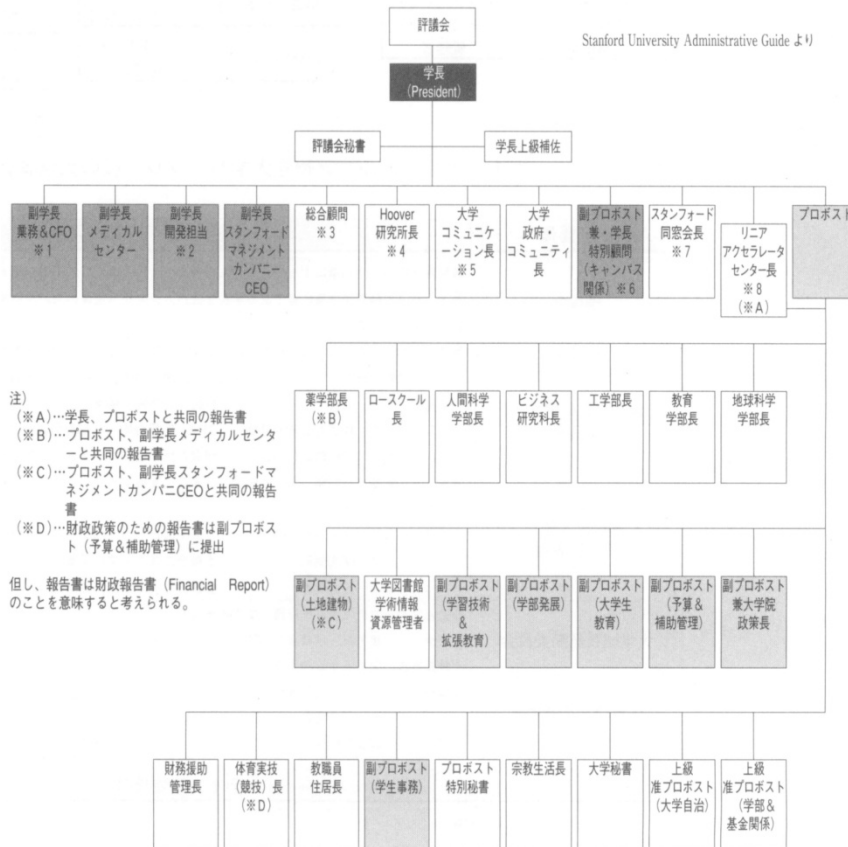 評議会
Stanford University Administrative Guide より
学長
(President)
評議会秘書
学長上級補佐
副学長
業務&CFO
※1
副学長
メディカル
センター
副学長
開発担当
※2
副学長
スタンフォード
マネジメント
カンパニー
CEO
総合顧問
※3
Hoover
研究所長
※4
大学
コミュニケ
ーション長
※5
大学
政府・
コミュニティ
長
副プロボスト
兼・学長
特別顧問
(キャンパス
関係)※6
スタンフォード
同窓会長
※7
リニア
アクセラレータ
センター長
※8
(※A)
プロボスト
注)
(※A)…学長、プロボストと共同の報告書
(※B)…プロボスト、副学長メディカルセンタ
ーと共同の報告書
(※C)…プロボスト、副学長スタンフォードマ
ネジメントカンパニCEOと共同の報告
書
(※D)…財政政策のための報告書は副プロボス
ト(予算&補助管理)に提出
但し、報告書は財政報告書(Financial Report)
のことを意味すると考えられる。
薬学部長
(※B)
ロースクール
長
人間科学
学部長
ビジネス
研究科長
工学部長
教育
学部長
地球科学
学部長
副プロボスト
(土地建物)
(※C)
大学図書館
学術情報
資源管理者
副プロボスト
(学習技術
&
拡張教育)
副プロボスト
(学部発展)
副プロボスト
(大学生
教育)
副プロボスト
(予算&
補助管理)
副プロボスト
兼大学院
政策長
財務援助
管理長
体育実技
(競技)長
(※D)
教職員
住居長
副プロボスト
(学生事務)
プロボスト
特別秘書
宗教生活長
大学秘書
上級
准プロボスト
(大学自治)
上級
准プロボスト
(学部&
基金関係)